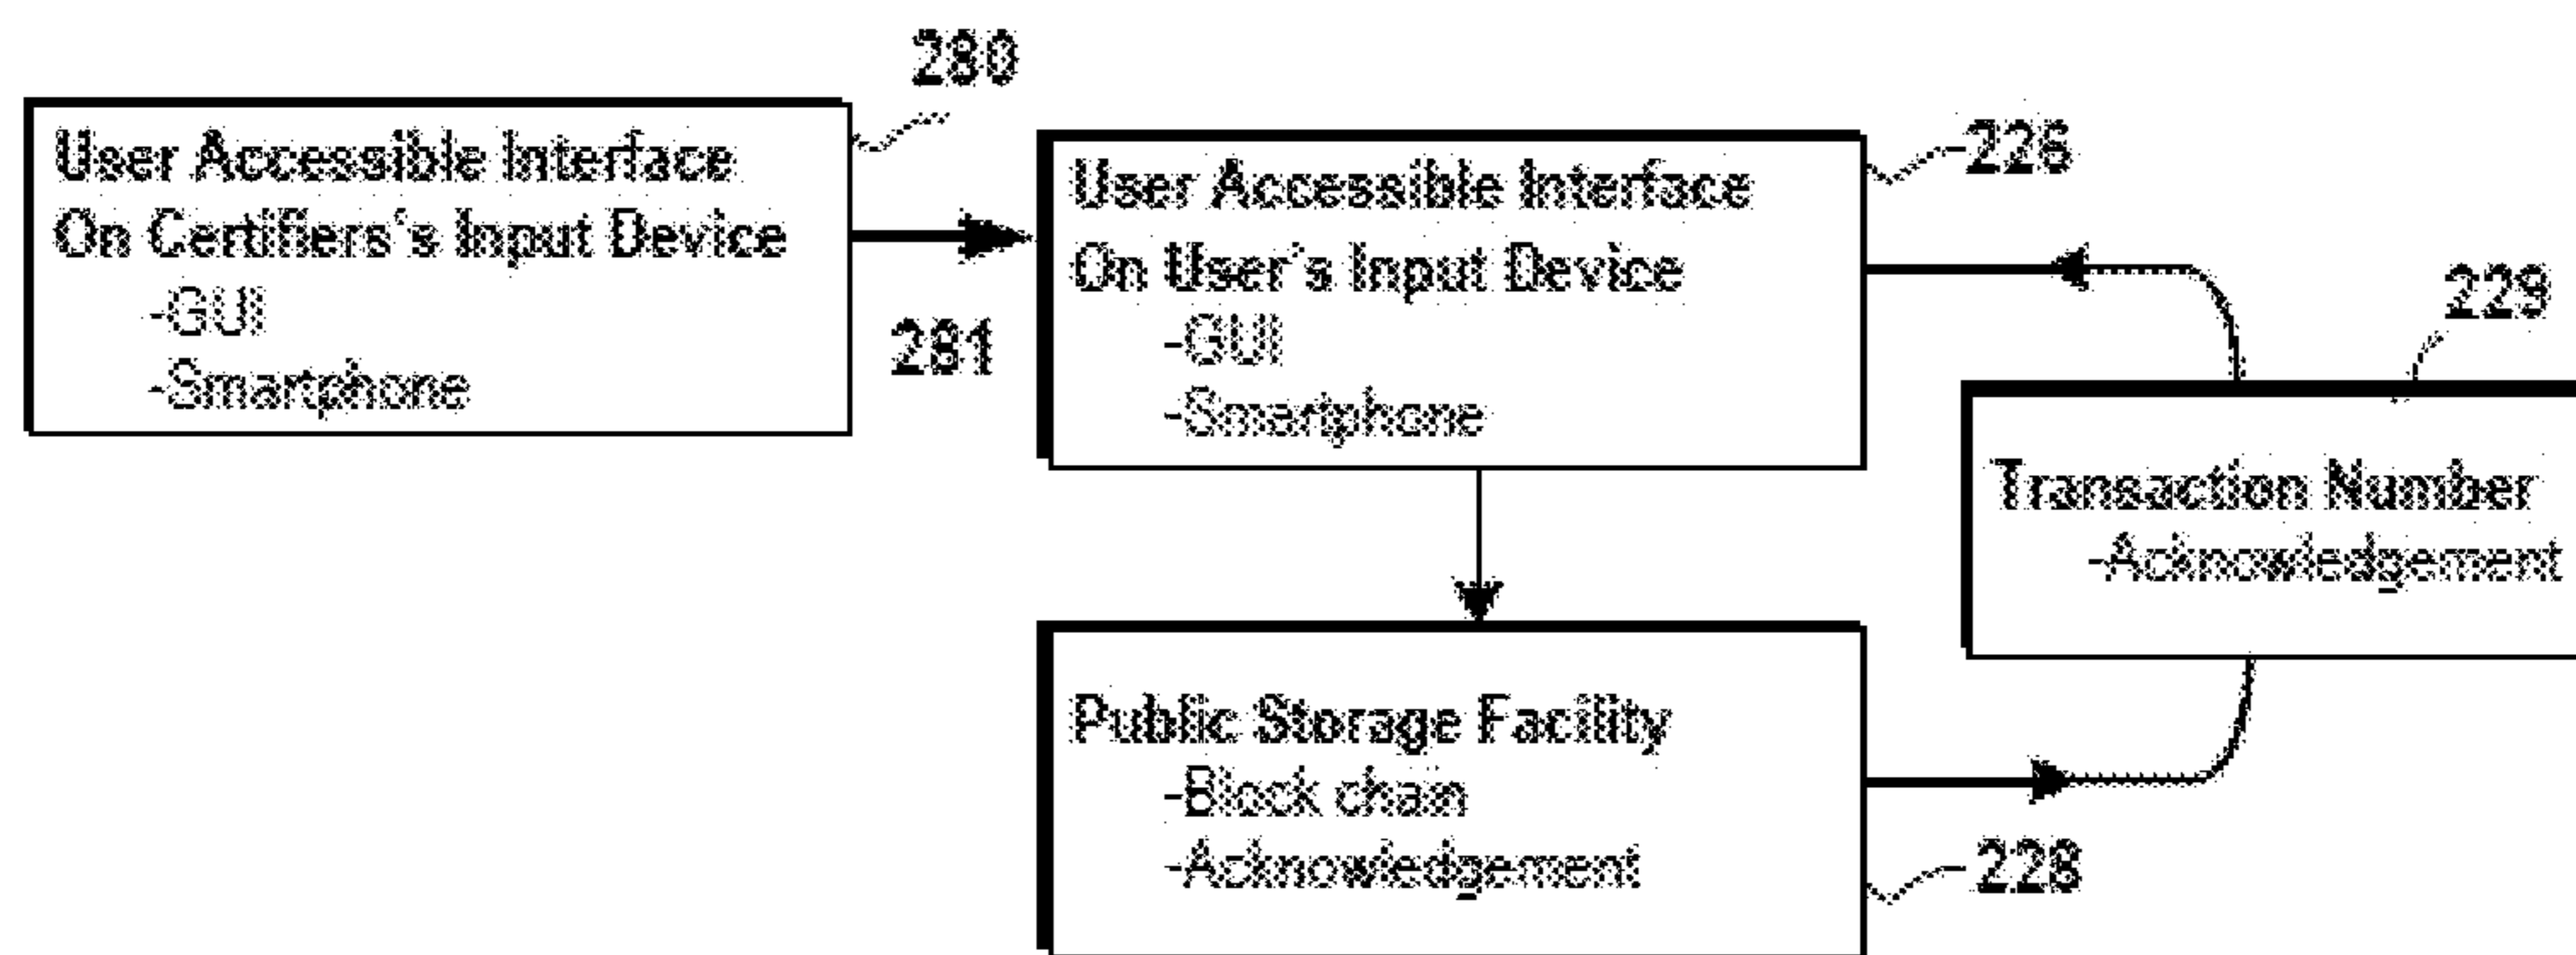 280
User Accessible Interface
On Certifiers's Input Device
-GUI
-Smartphone
281
226
User Accessible Interface
On User's Input Device
-GUI
-Smartphone
229
Transaction Number
-Acknowledgement
Public Storage Facility
-Block chain
-Acknowledgement
228